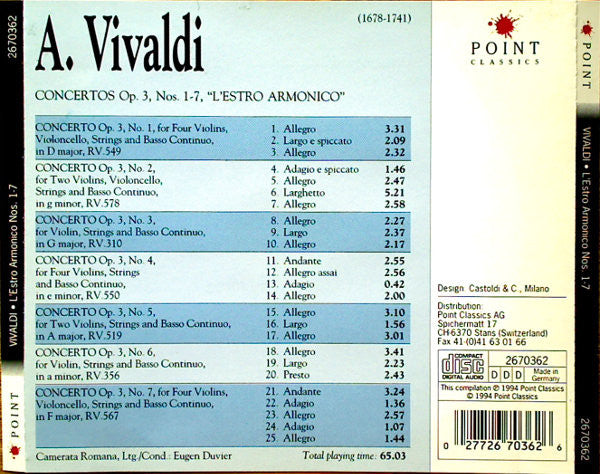 2670362
VIVALDI • L'Estro Armonico Nos. 1-7
POINT
A. Vivaldi
(1678-1741)
CONCERTOS Op. 3, Nos. 1-7, "L'ESTRO ARMONICO"
CONCERTO Op. 3, No. 1, for Four Violins, 1. Allegro 3.31
Violoncello, Strings and Basso Continuo, 2. Largo e spiccato 2.09
in D major, RV.549 3. Allegro 2.32
CONCERTO Op. 3, No. 2, 4. Adagio e spiccato 1.46
for Two Violins, Violoncello, 5. Allegro 2.47
Strings and Basso Continuo, 6. Larghetto 5.21
in g minor, RV.578 7. Allegro 2.58
CONCERTO Op. 3, No. 3, 8. Allegro 2.27
for Violin, Strings and Basso Continuo, 9. Largo 2.37
in G major, RV.310 10. Allegro 2.17
CONCERTO Op. 3, No. 4, 11. Andante 2.55
for Four Violins, Strings 12. Allegro assai 2.56
and Basso Continuo, 13. Adagio 0.42
in e minor, RV.550 14. Allegro 2.00
CONCERTO Op. 3, No. 5, 15. Allegro 3.10
for Two Violins, Strings and Basso Continuo, 16. Largo 1.56
in A major, RV.519 17. Allegro 3.01
CONCERTO Op. 3, No. 6, 18. Allegro 3.41
for Violin, Strings and Basso Continuo, 19. Largo 2.23
in a minor, RV.356 20. Presto 2.43
CONCERTO Op. 3, No. 7, for Four Violins, 21. Andante 3.24
Violoncello, Strings and Basso Continuo, 22. Adagio 1.36
in F major, RV.567 23. Allegro 2.57
24. Adagio 1.07
25. Allegro 1.44
Camerata Romana, Ltg./Cond.: Eugen Duvier Total playing time: 65.03
POINT
CLASSICS
Design Castoldi & C., Milano
Distribution:
Point Classics AG
Spichermatt 17
CH 6370 Stans (Switzerland)
Fax 41-(0)41 63 01 66
COMPACT
disc
DIGITAL AUDIO
2670362
D D D
Made in
Germany
This compilation ℗ 1994 Point Classics
© 1994 Point Classics
0 27726 70362 6
POINT
VIVALDI • L'Estro Armonico Nos. 1-7
2670362